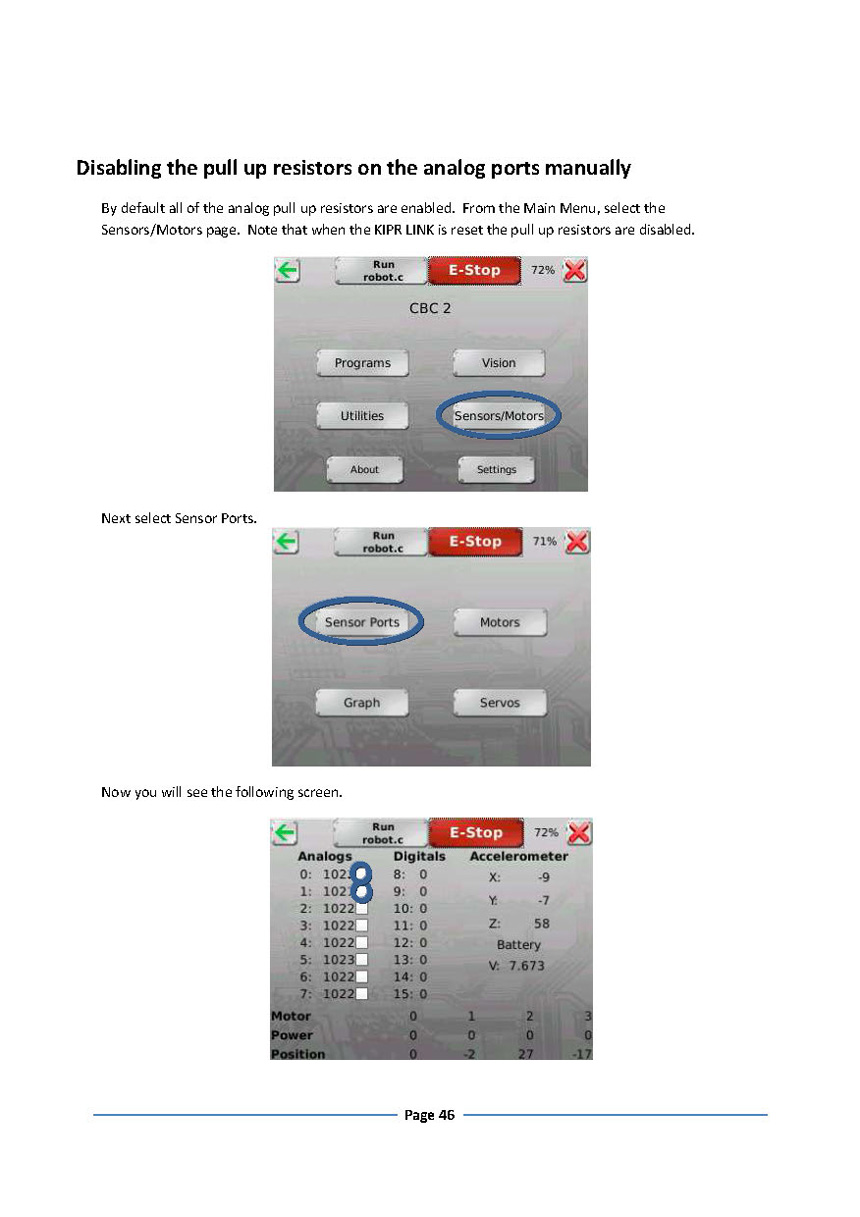 Disabling the pull up resistors on the analog ports manually
By default all of the analog pull up resistors are enabled. From the Main Menu, select the
Sensors/Motors page. Note that when the KIPR LINK is reset the pull up resistors are disabled.
Run
robot.c
E-Stop
72%
CBC 2
Programs Vision
Utilities Sensors/Motors
About Settings
Next select Sensor Ports.
Run
robot.c
E-Stop
71%
Sensor Ports Motors
Graph Servos
Now you will see the following screen.
Run
robot.c
E-Stop
72%
Analogs Digitals Accelerometer
0: 8: 0 X: -9
1: 9: 0 Y: -7
2: 1022 10: 0
3: 1022 11: 0 Z: 58
4: 1022 12: 0 Battery
5: 1023 13: 0 V: 7.673
6: 1022 14: 0
7: 1022 15: 0
Motor 0 1 2 3
Power 0 0 0 0
Position 0 -2 27 -17
Page 46